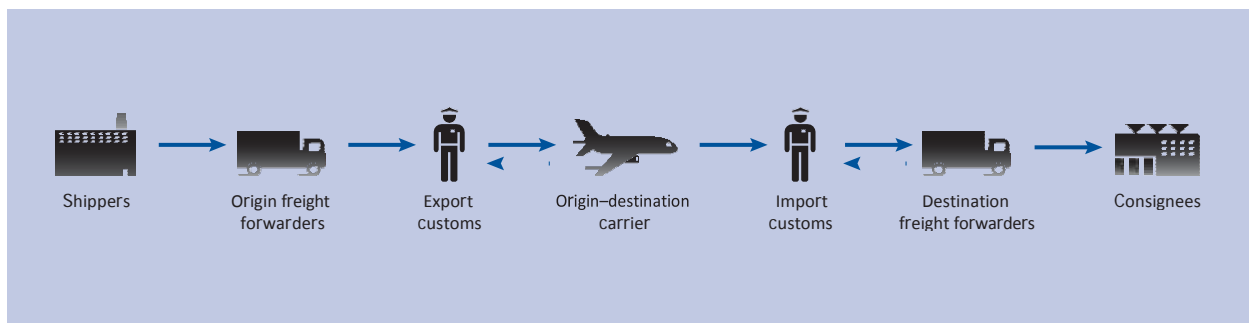 Shippers
Origin freight
forwarders
Export
customs
Origin–destination
carrier
Import
customs
Destination
freight forwarders
Consignees